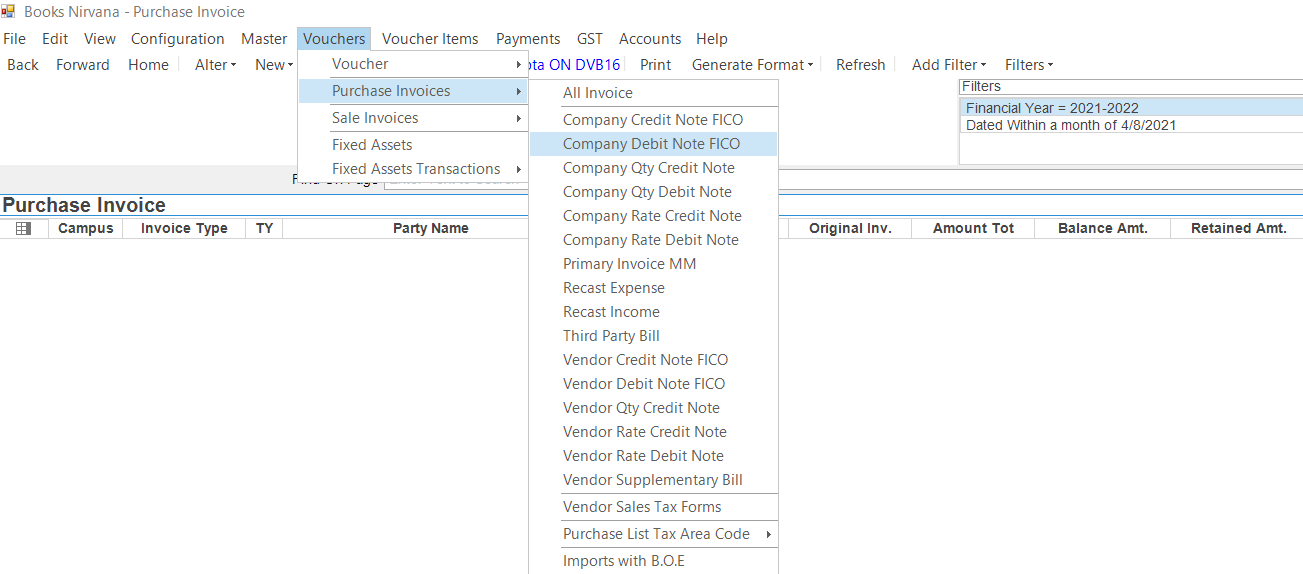 Books Nirvana - Purchase Invoice
File Edit View Configuration Master Vouchers Voucher Items Payments GST Accounts Help
Back Forward Home Alter New ota ON DVB16 Print Generate Format Refresh Add Filter Filters
Voucher
Purchase Invoices
Sale Invoices
Fixed Assets
Fixed Assets Transactions
All Invoice
Company Credit Note FICO
Company Debit Note FICO
Company Qty Credit Note
Company Qty Debit Note
Company Rate Credit Note
Company Rate Debit Note
Primary Invoice MM
Recast Expense
Recast Income
Third Party Bill
Vendor Credit Note FICO
Vendor Debit Note FICO
Vendor Qty Credit Note
Vendor Rate Credit Note
Vendor Rate Debit Note
Vendor Supplementary Bill
Vendor Sales Tax Forms
Purchase List Tax Area Code
Imports with B.O.E
Filters
Financial Year = 2021-2022
Dated Within a month of 4/8/2021
Purchase Invoice
Campus Invoice Type TY Party Name Original Inv. Amount Tot Balance Amt. Retained Amt.